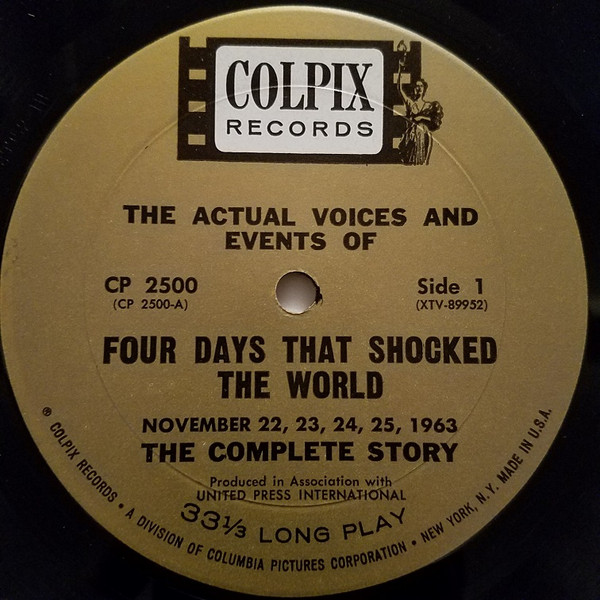 COLPIX
RECORDS
THE ACTUAL VOICES AND
EVENTS OF
CP 2500
(CP 2500-A)
Side 1
(XTV-89952)
FOUR DAYS THAT SHOCKED
THE WORLD
NOVEMBER 22, 23, 24, 25, 1963
THE COMPLETE STORY
Produced in Association with
UNITED PRESS INTERNATIONAL
33⅓ LONG PLAY
® COLPIX RECORDS • A DIVISION OF COLUMBIA PICTURES CORPORATION • NEW YORK, N.Y. MADE IN U.S.A.